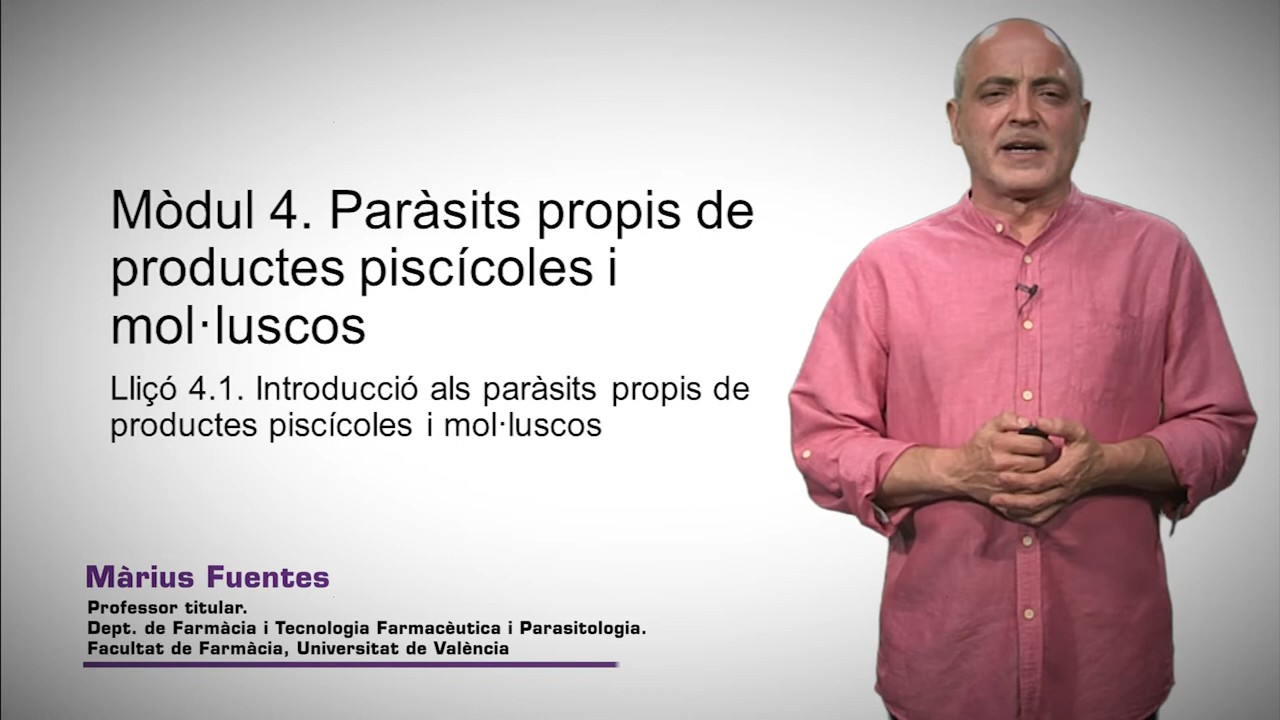 Mòdul 4. Paràsits propis de
productes piscícoles i
mol·luscos
Lliçó 4.1. Introducció als paràsits propis de
productes piscícoles i mol·luscos
Màrius Fuentes
Professor titular.
Dept. de Farmàcia i Tecnologia Farmacèutica i Parasitologia.
Facultat de Farmàcia, Universitat de València